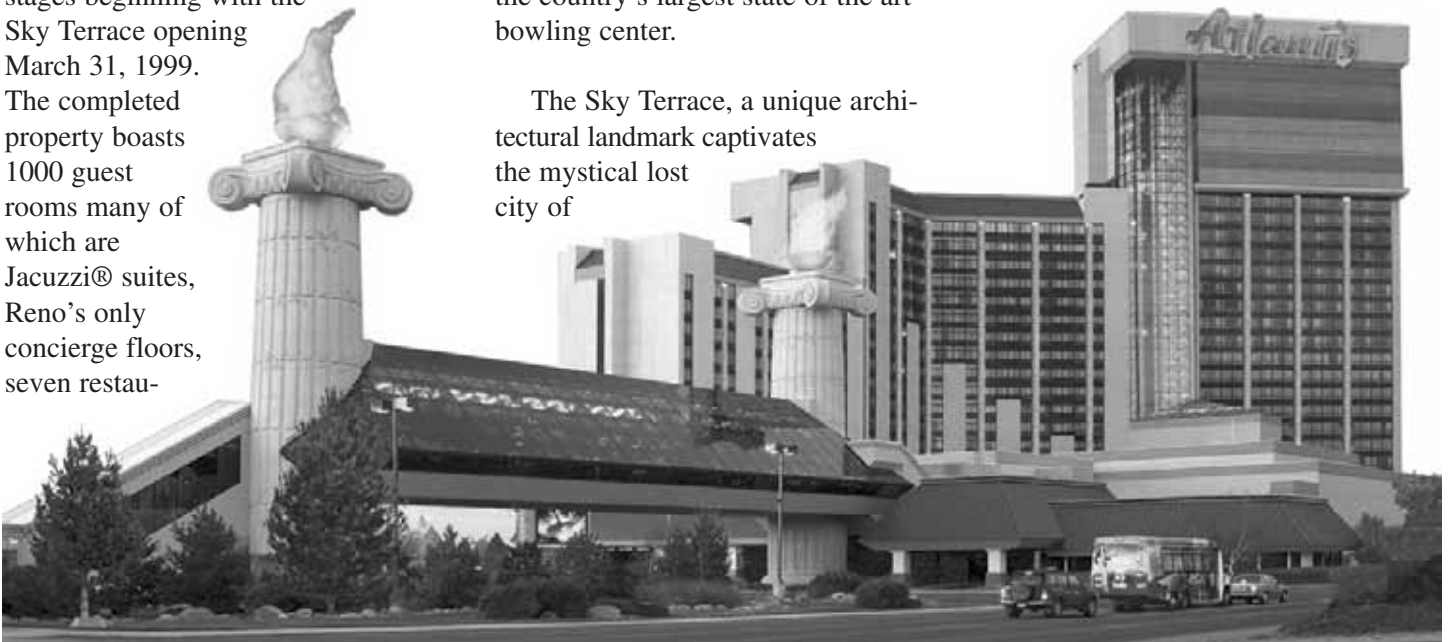 stages beginning with the
Sky Terrace opening
March 31, 1999.
The completed
property boasts
1000 guest
rooms many of
which are
Jacuzzi® suites,
Reno's only
concierge floors,
seven restau-
the country's largest state of the art
bowling center.
The Sky Terrace, a unique archi-
tectural landmark captivates
the mystical lost
city of
Atlantis